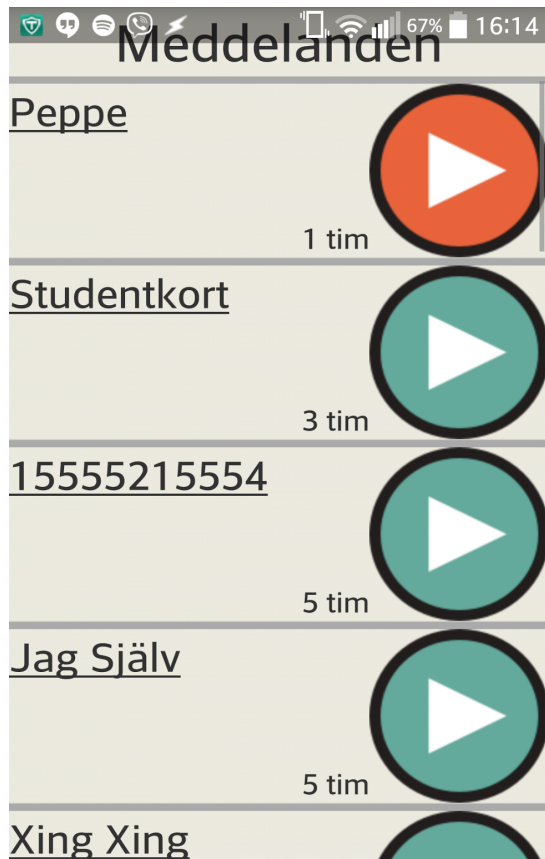 67% 16:14
Meddelanden
Peppe
1 tim
Studentkort
3 tim
15555215554
5 tim
Jag Själv
5 tim
Xing Xing